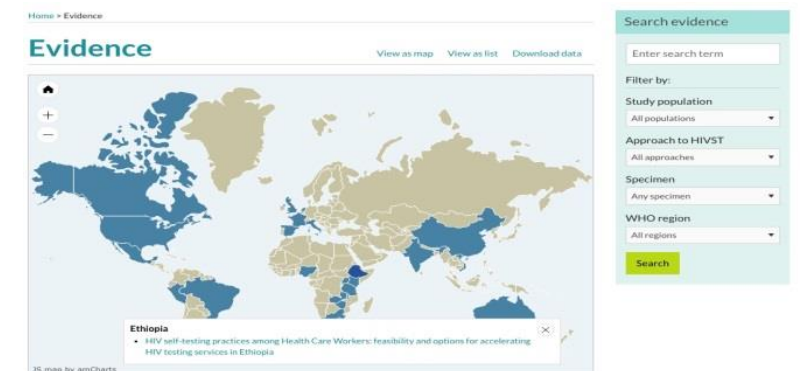 Home > Evidence
Evidence
View as map View as list Download data
Ethiopia
HIV self-testing practices among Health Care Workers: feasibility and options for accelerating
HIV testing services in Ethiopia
JS map by amCharts
Search evidence
Enter search term
Filter by:
Study population
All populations
Approach to HIVST
All approaches
Specimen
Any specimen
WHO region
All regions
Search